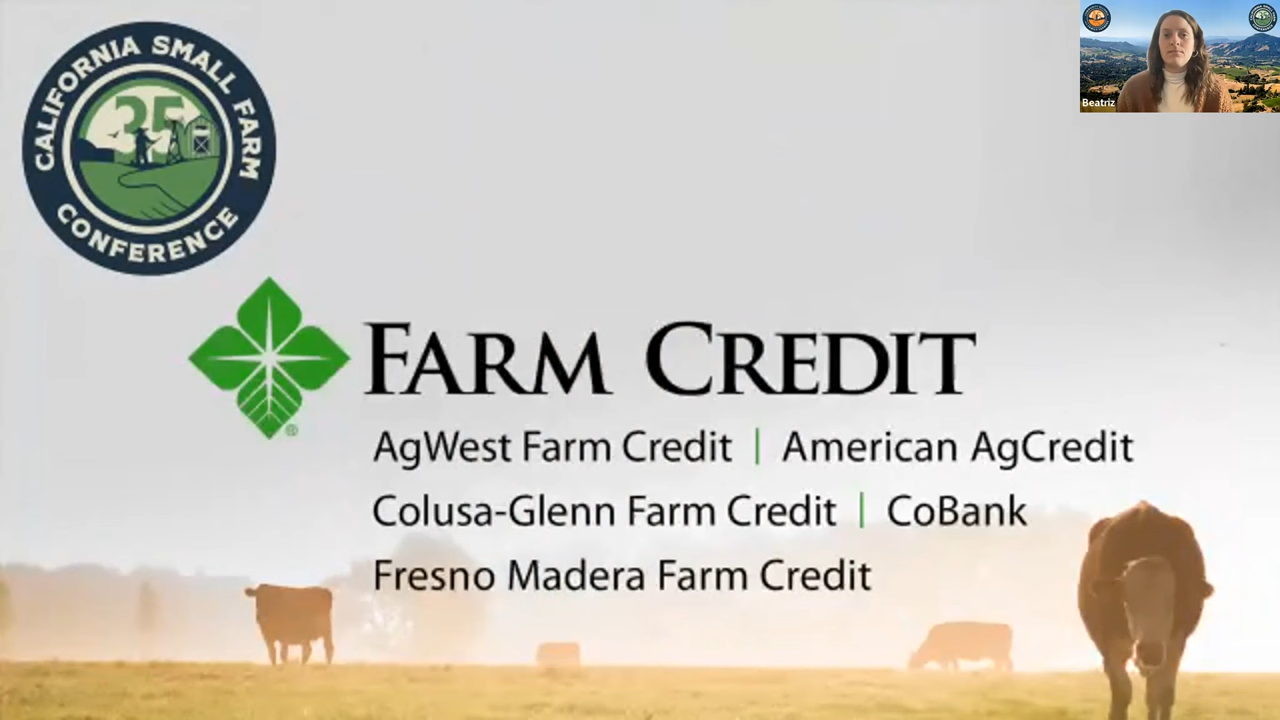 CALIFORNIA SMALL FARM
35
CONFERENCE
Beatriz
FARM CREDIT
®
AgWest Farm Credit | American AgCredit
Colusa-Glenn Farm Credit | CoBank
Fresno Madera Farm Credit